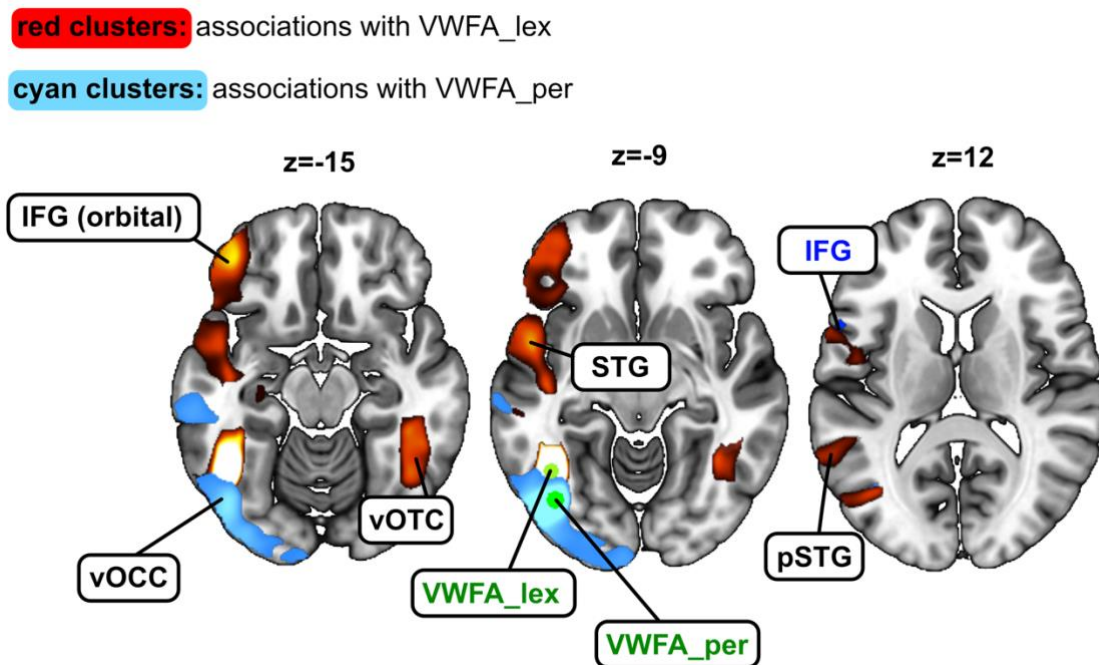 red clusters: associations with VWFA_lex
cyan clusters: associations with VWFA_per
z=-15
z=-9
z=12
IFG (orbital)
IFG
STG
vOTC
vOCC
pSTG
VWFA_lex
VWFA_per